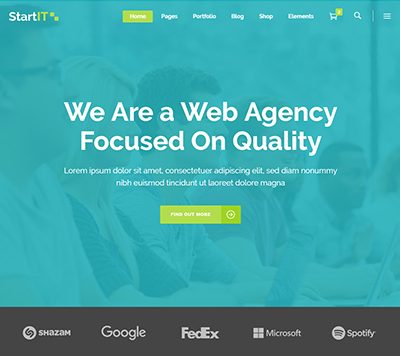 StartIT
Home Pages Portfolio Blog Shop Elements 2
We Are a Web Agency
Focused On Quality
Lorem ipsum dolor sit amet, consectetuer adipiscing elit, sed diam nonummy
nibh euismod tincidunt ut laoreet dolore magna
FIND OUT MORE
SHAZAM Google FedEx Microsoft Spotify